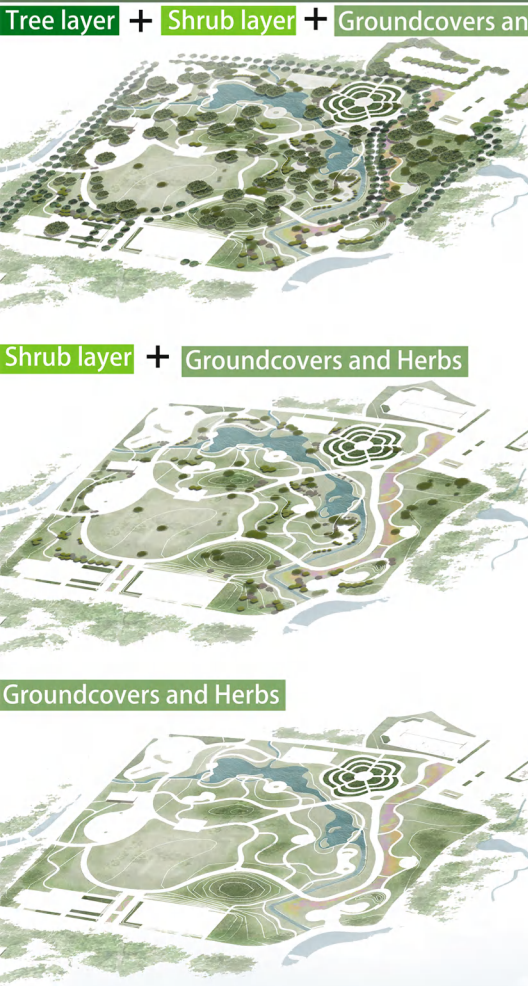 Tree layer + Shrub layer + Groundcovers an
Shrub layer + Groundcovers and Herbs
Groundcovers and Herbs